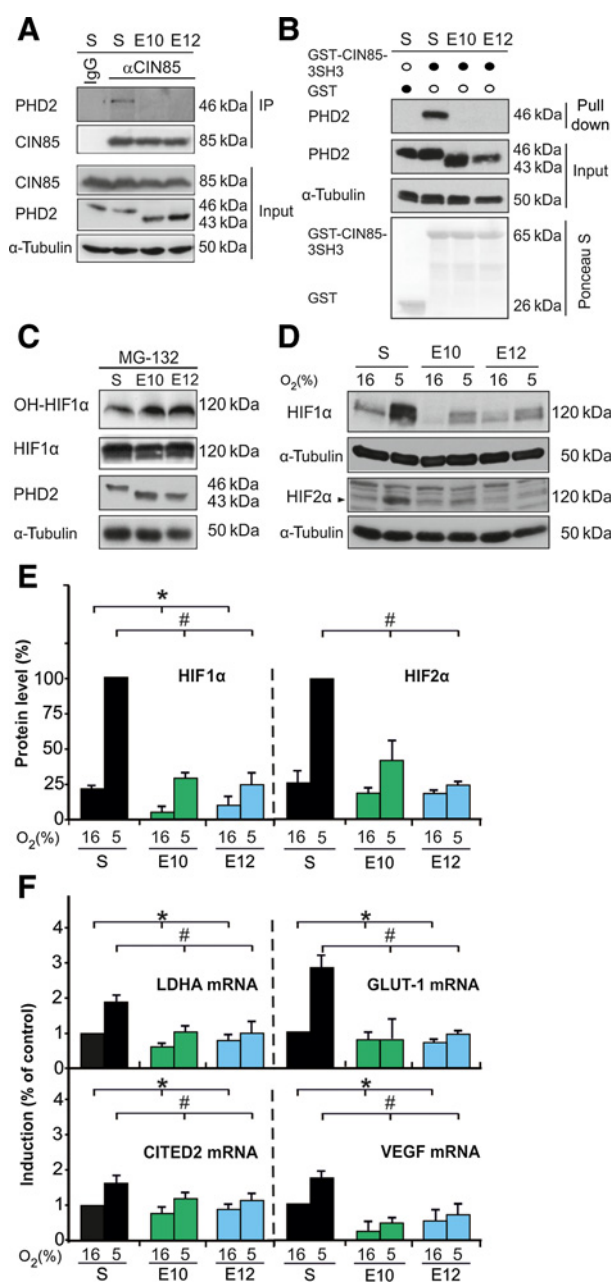 A
S S E10 E12
IgG
αCIN85
PHD2 46 kDa
CIN85 85 kDa
IP
CIN85 85 kDa
PHD2 46 kDa
43 kDa
α-Tubulin 50 kDa
Input
B
S S E10 E12
GST-CIN85-
3SH3
GST
PHD2 46 kDa
Pull
down
PHD2 46 kDa
43 kDa
α-Tubulin 50 kDa
Input
GST-CIN85-
3SH3
65 kDa
GST 26 kDa
Ponceau S
C
MG-132
S E10 E12
OH-HIF1α 120 kDa
HIF1α 120 kDa
PHD2 46 kDa
43 kDa
α-Tubulin 50 kDa
D
S E10 E12
O2(%) 16 5 16 5 16 5
HIF1α 120 kDa
α-Tubulin 50 kDa
HIF2α 120 kDa
α-Tubulin 50 kDa
E
* # #
HIF1α HIF2α
Protein level (%)
100
75
50
25
0
O2(%) 16 5 16 5 16 5 16 5 16 5 16 5
S E10 E12 S E10 E12
F
Induction (% of control)
4
3
2
1
0
* #
LDHA mRNA
* #
GLUT-1 mRNA
4
3
2
1
0
* #
CITED2 mRNA
* #
VEGF mRNA
O2(%) 16 5 16 5 16 5 16 5 16 5 16 5
S E10 E12 S E10 E12